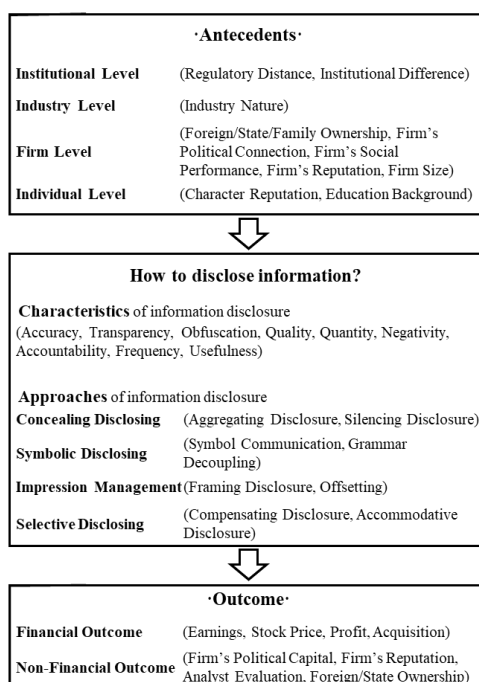 ·Antecedents·
Institutional Level (Regulatory Distance, Institutional Difference)
Industry Level (Industry Nature)
Firm Level (Foreign/State/Family Ownership, Firm's
Political Connection, Firm's Social
Performance, Firm's Reputation, Firm Size)
Individual Level (Character Reputation, Education Background)
How to disclose information?
Characteristics of information disclosure
(Accuracy, Transparency, Obfuscation, Quality, Quantity, Negativity,
Accountability, Frequency, Usefulness)
Approaches of information disclosure
Concealing Disclosing (Aggregating Disclosure, Silencing Disclosure)
Symbolic Disclosing (Symbol Communication, Grammar
Decoupling)
Impression Management (Framing Disclosure, Offsetting)
Selective Disclosing (Compensating Disclosure, Accommodative
Disclosure)
·Outcome·
Financial Outcome (Earnings, Stock Price, Profit, Acquisition)
Non-Financial Outcome (Firm's Political Capital, Firm's Reputation,
Analyst Evaluation, Foreign/State Ownership)